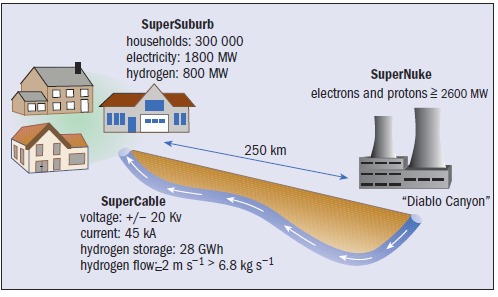 SuperSuburb
households: 300 000
electricity: 1800 MW
hydrogen: 800 MW
SuperNuke
electrons and protons ≥ 2600 MW
250 km
"Diablo Canyon"
SuperCable
voltage: +/– 20 Kv
current: 45 kA
hydrogen storage: 28 GWh
hydrogen flow:=2 m s⁻¹ > 6.8 kg s⁻¹